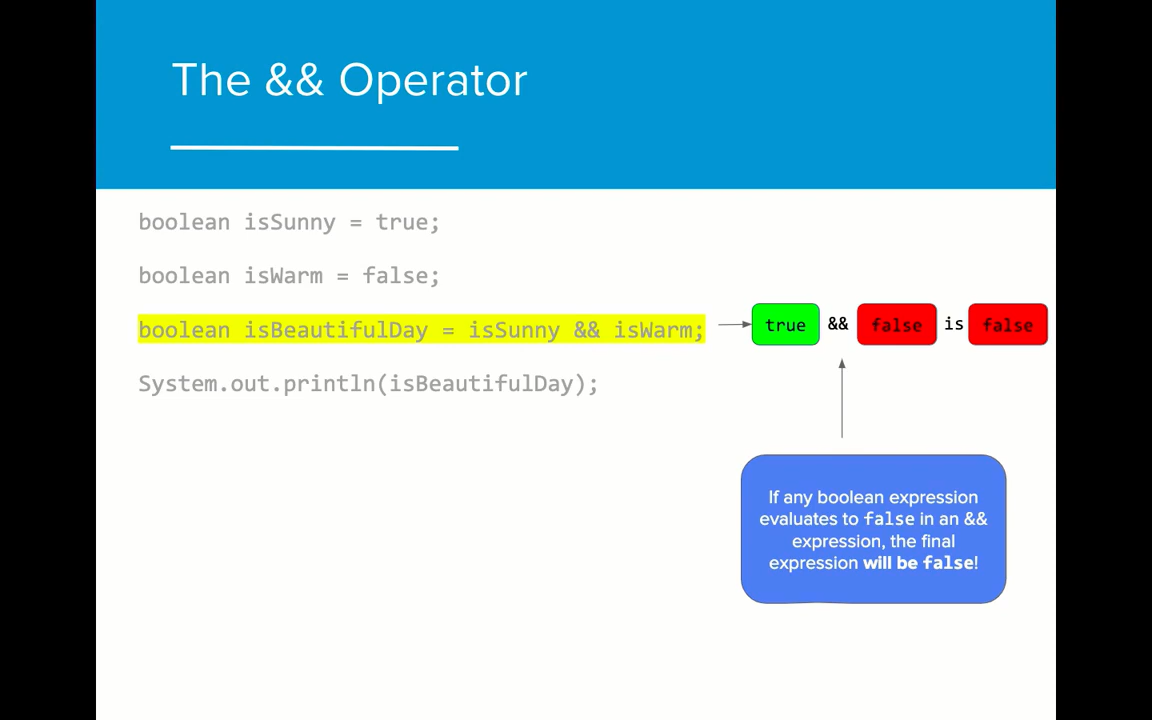 The && Operator
boolean isSunny = true;
boolean isWarm = false;
boolean isBeautifulDay = isSunny && isWarm;
true && false is false
System.out.println(isBeautifulDay);
If any boolean expression
evaluates to false in an &&
expression, the final
expression will be false!